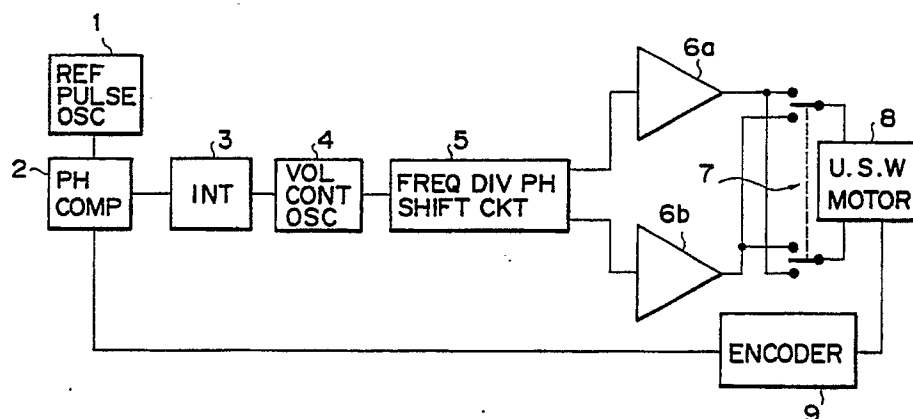 1
REF
PULSE
OSC
2
PH
COMP
3
INT
4
VOL
CONT
OSC
5
FREQ DIV PH
SHIFT CKT
6a
6b
7
8
U.S.W
MOTOR
ENCODER
9